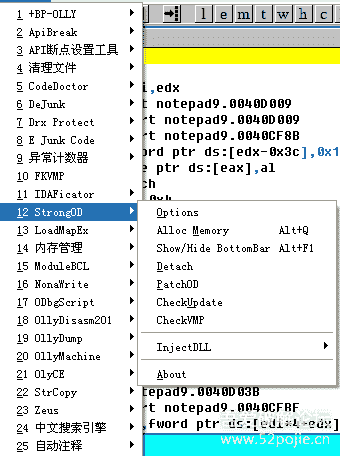 l e m t w h c
1 +BP-OLLY
2 ApiBreak
3 API断点设置工具
4 清理文件
5 CodeDoctor
6 DeJunk
7 Drx Protect
8 E Junk Code
9 异常计数器
10 FKVMP
11 IDAFicator
12 StrongOD
13 LoadMapEx
14 内存管理
15 ModuleBCL
16 NonaWrite
17 ODbgScript
18 OllyDisasm201
19 OllyDump
20 OllyMachine
21 OlyCE
22 StrCopy
23 Zeus
24 中文搜索引擎
25 自动注释
i,edx
t notepad9.0040D009
rt notepad9.0040D009
rt notepad9.0040CF8B
ord ptr ds:[edx-0x3c],0x1
e ptr ds:[eax],al
ch
Options
Alloc Memory Alt+Q
Show/Hide BottomBar Alt+F1
Detach
PatchOD
CheckUpdate
CheckVMP
InjectDLL
About
tepad9.0040D03B
rt notepad9.0040CFBF
,fword ptr ds:[edi*4+edx]
www.52pojie.cn